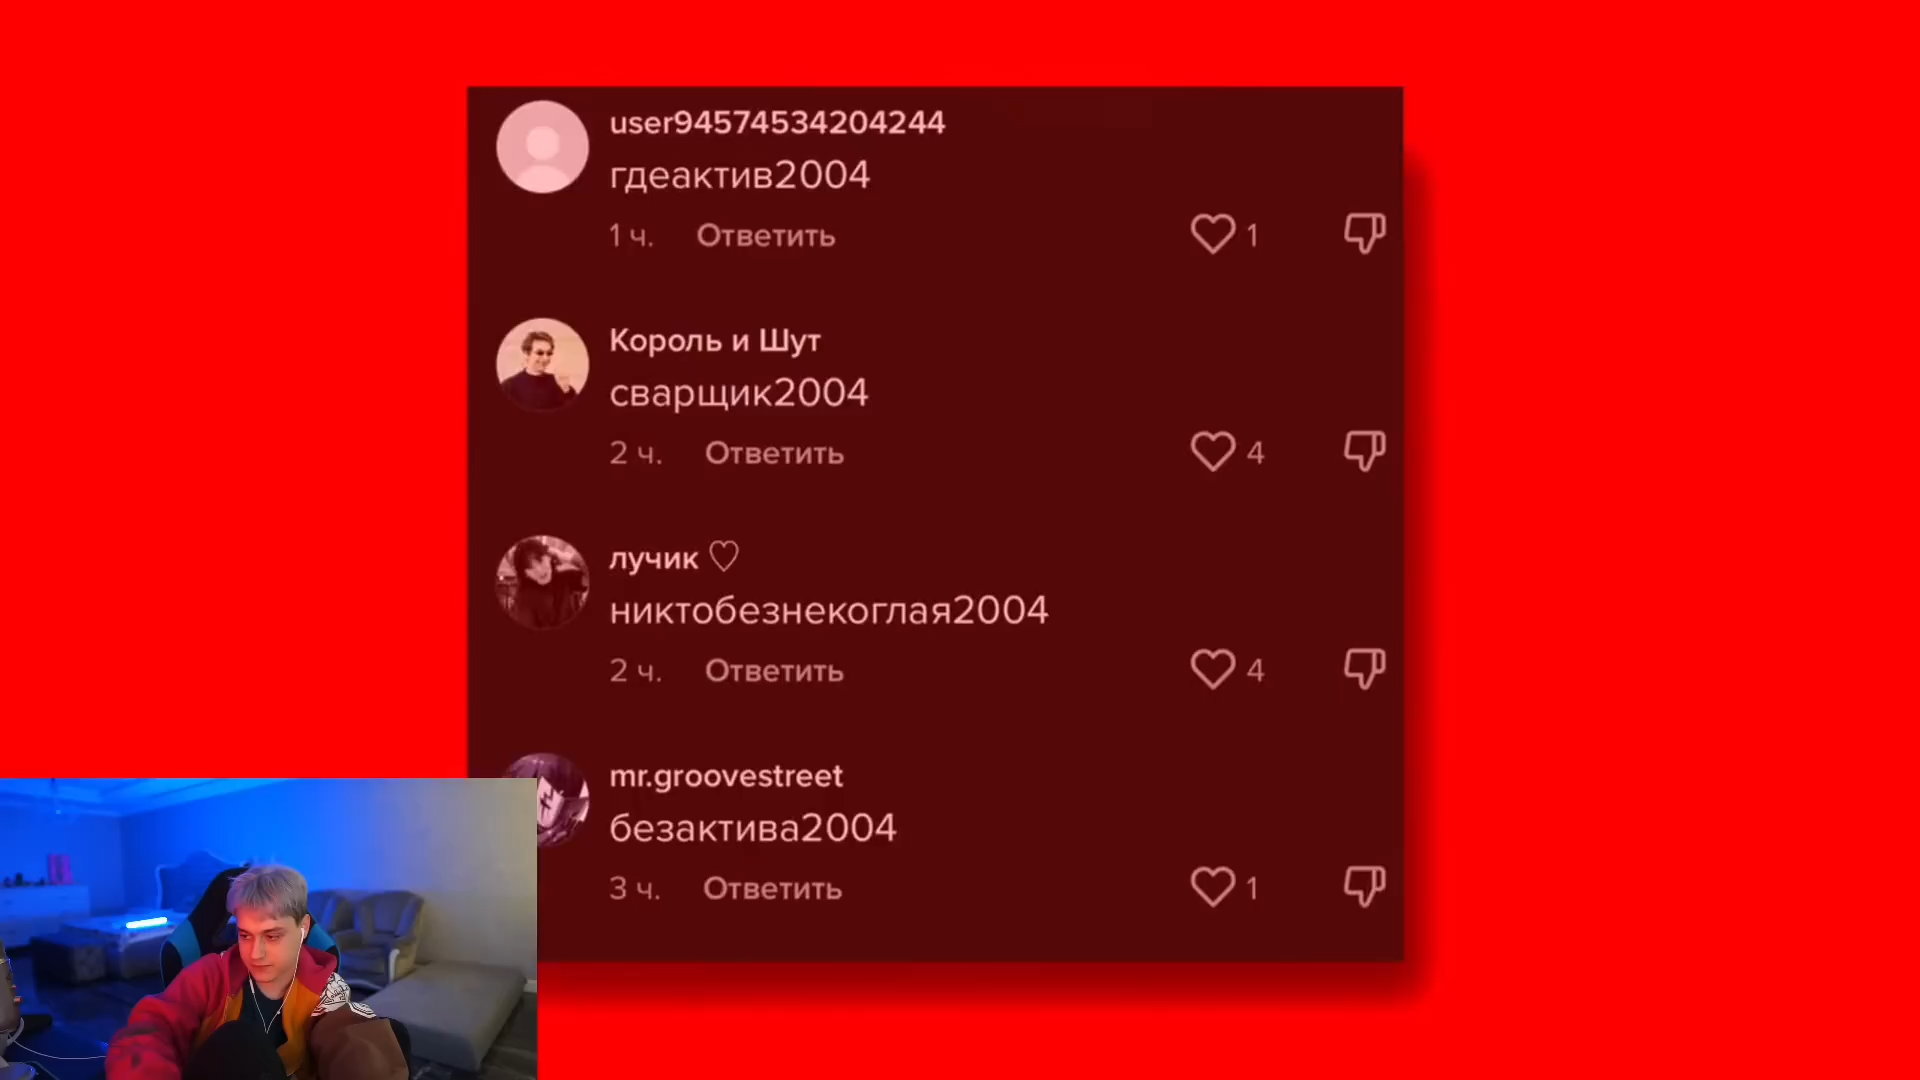 user94574534204244
гдеактив2004
1 ч. Ответить 1
Король и Шут
сварщик2004
2 ч. Ответить 4
лучик ♡
никтобезнекоглая2004
2 ч. Ответить 4
mr.groovestreet
безактива2004
3 ч. Ответить 1